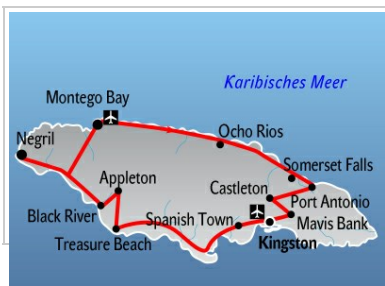 Karibisches Meer
Montego Bay
Negril
Ocho Rios
Somerset Falls
Appleton
Castleton
Port Antonio
Black River
Spanish Town
Mavis Bank
Treasure Beach
Kingston